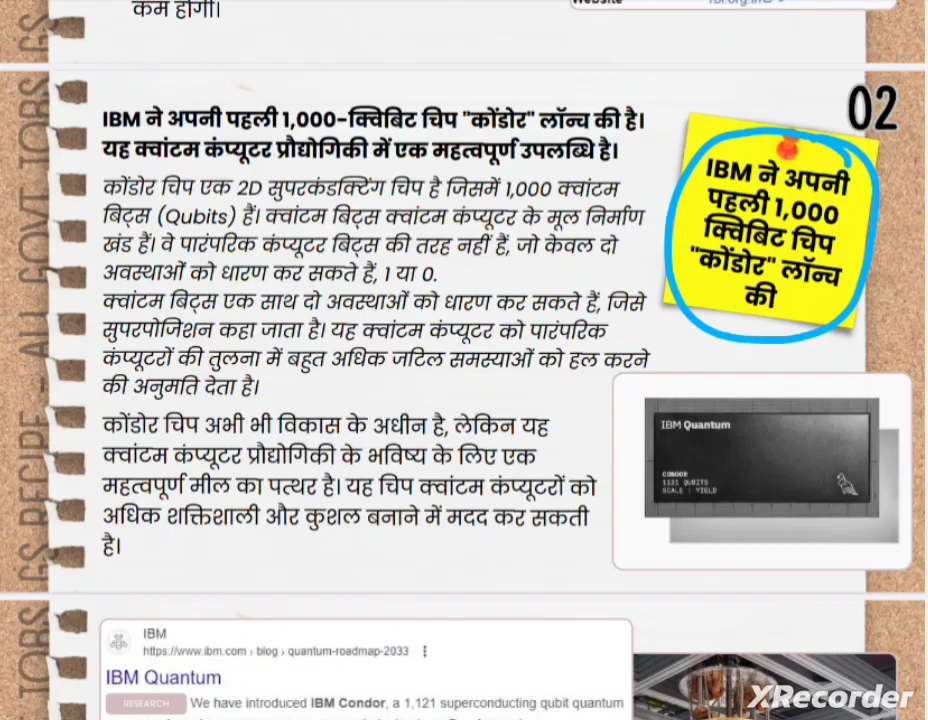 कम होगी।
Website
02
IBM ने अपनी पहली 1,000-क्विबिट चिप "कोंडोर" लॉन्च की है।
यह क्वांटम कंप्यूटर प्रौद्योगिकी में एक महत्वपूर्ण उपलब्धि है।
कोंडोर चिप एक 2D सुपरकंडक्टिंग चिप है जिसमें 1,000 क्वांटम
बिट्स (Qubits) हैं। क्वांटम बिट्स क्वांटम कंप्यूटर के मूल निर्माण
खंड हैं। वे पारंपरिक कंप्यूटर बिट्स की तरह नहीं हैं, जो केवल दो
अवस्थाओं को धारण कर सकते हैं, 1 या 0.
क्वांटम बिट्स एक साथ दो अवस्थाओं को धारण कर सकते हैं, जिसे
सुपरपोजिशन कहा जाता है। यह क्वांटम कंप्यूटर को पारंपरिक
कंप्यूटरों की तुलना में बहुत अधिक जटिल समस्याओं को हल करने
की अनुमति देता है।
कोंडोर चिप अभी भी विकास के अधीन है, लेकिन यह
क्वांटम कंप्यूटर प्रौद्योगिकी के भविष्य के लिए एक
महत्वपूर्ण मील का पत्थर है। यह चिप क्वांटम कंप्यूटरों को
अधिक शक्तिशाली और कुशल बनाने में मदद कर सकती
है।
IBM ने अपनी
पहली 1,000
क्विबिट चिप
"कोंडोर" लॉन्च
की
IBM Quantum
CONDOR
1121 QUBITS
SCALE | YIELD
GS RECIPE - ALL GOVT JOBS GS
JOBS
IBM
https://www.ibm.com › blog › quantum-roadmap-2033
IBM Quantum
RESEARCH We have introduced IBM Condor, a 1,121 superconducting qubit quantum
XRecorder